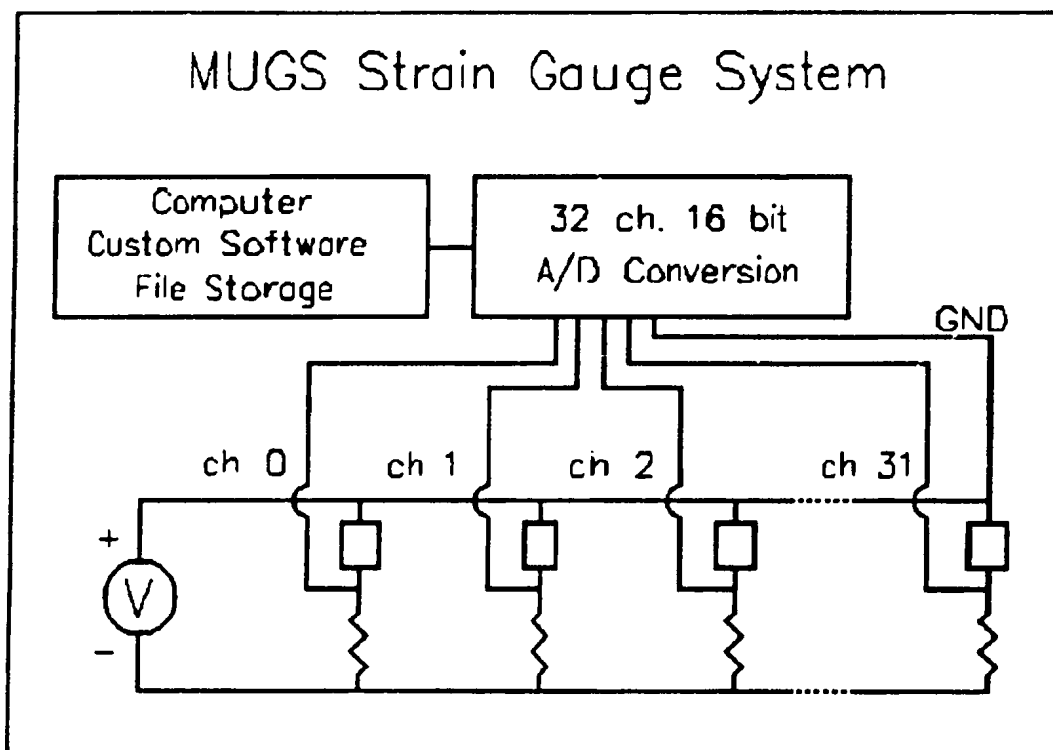 MUGS Strain Gauge System
Computer
Custom Software
File Storage
32 ch. 16 bit
A/D Conversion
GND
ch 0
ch 1
ch 2
ch 31
+
V
-